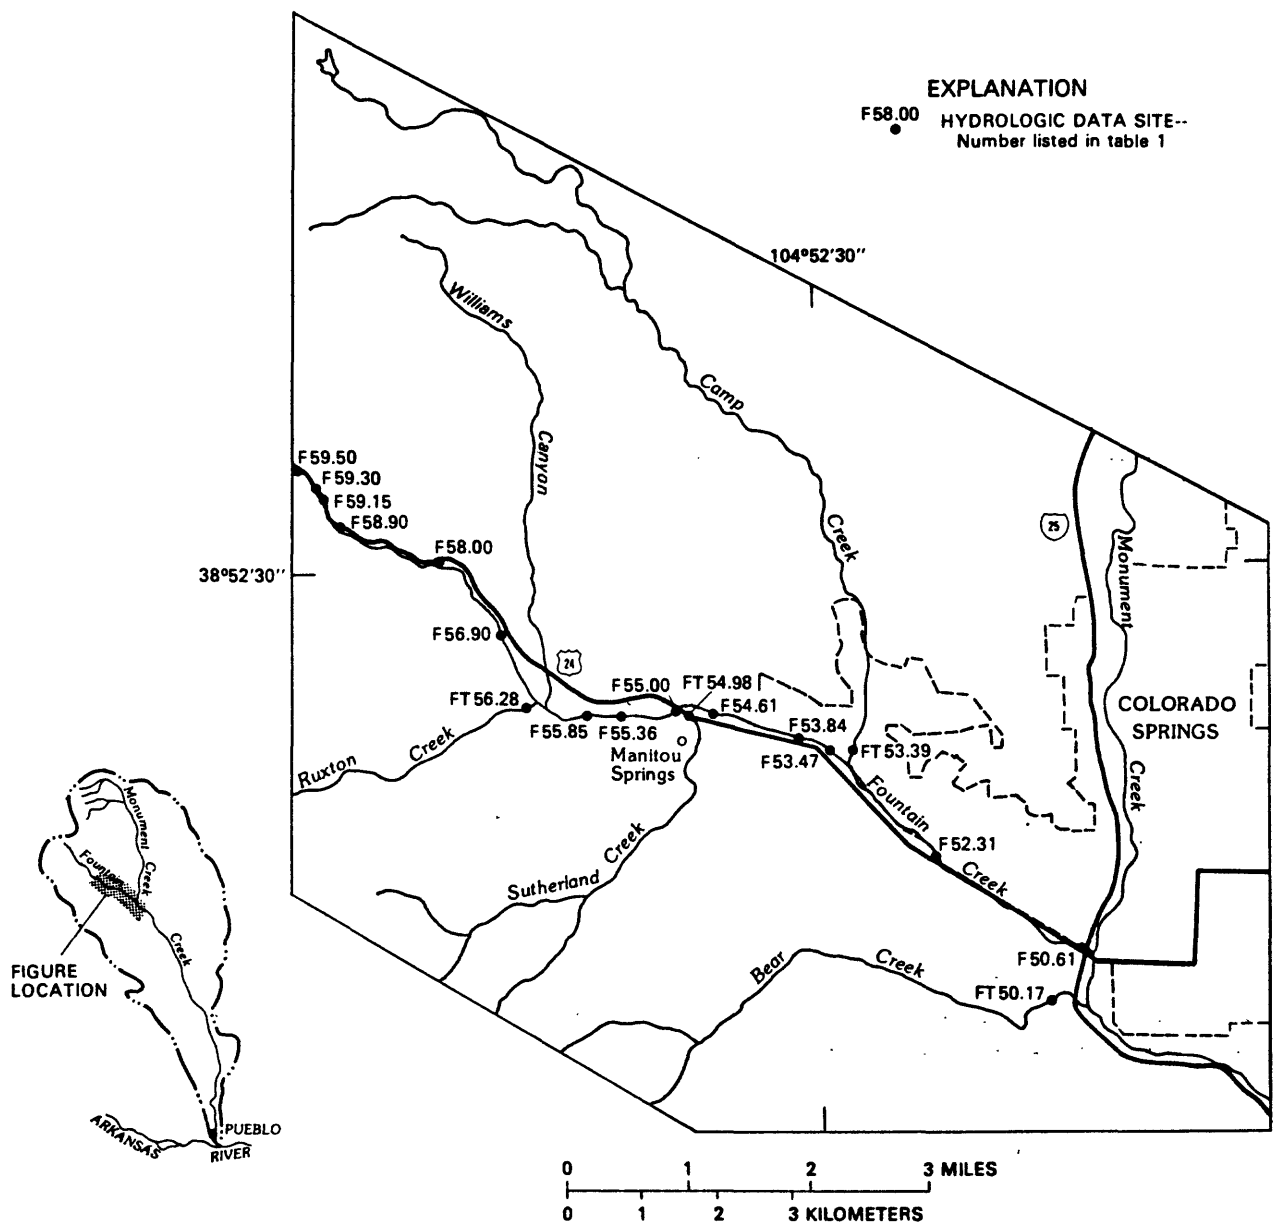 EXPLANATION
F58.00
HYDROLOGIC DATA SITE--
Number listed in table 1
104°52'30"
Williams
Canyon
Camp
Creek
F59.50
F59.30
F59.15
F58.90
F58.00
38°52'30"
25
Monument
Creek
F56.90
24
FT56.28
F55.00
FT54.98
F54.61
F55.85
F55.36
F53.84
F53.47
FT53.39
Manitou
Springs
COLORADO
SPRINGS
Ruxton
Creek
Fountain
Creek
F52.31
Sutherland
Creek
F50.61
Bear
Creek
FT50.17
Monument
Creek
Fountain
Creek
FIGURE
LOCATION
ARKANSAS
RIVER
PUEBLO
0 1 2 3 MILES
0 1 2 3 KILOMETERS